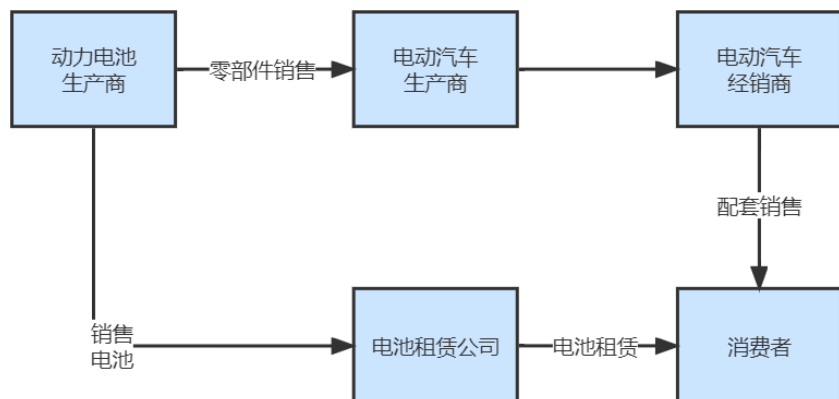 动力电池
生产商
零部件销售
电动汽车
生产商
电动汽车
经销商
配套销售
销售
电池
电池租赁公司
电池租赁
消费者